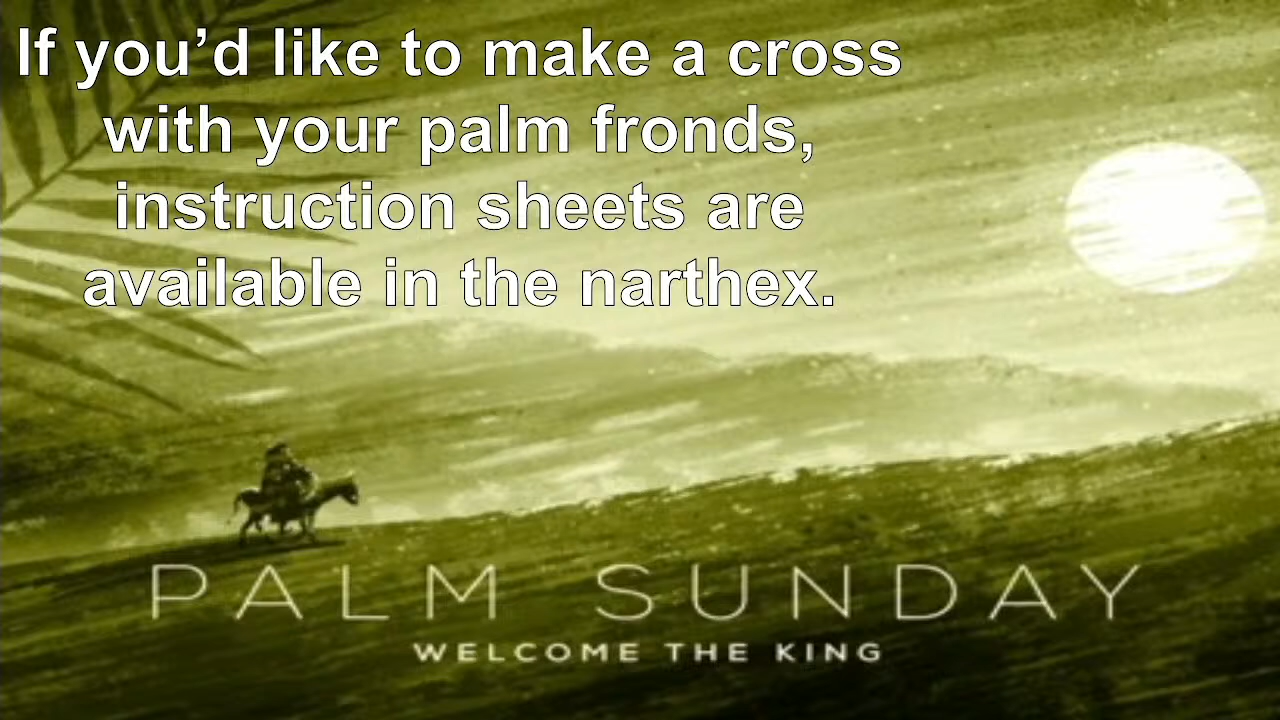 If you’d like to make a cross
with your palm fronds,
instruction sheets are
available in the narthex.
PALM SUNDAY
WELCOME THE KING